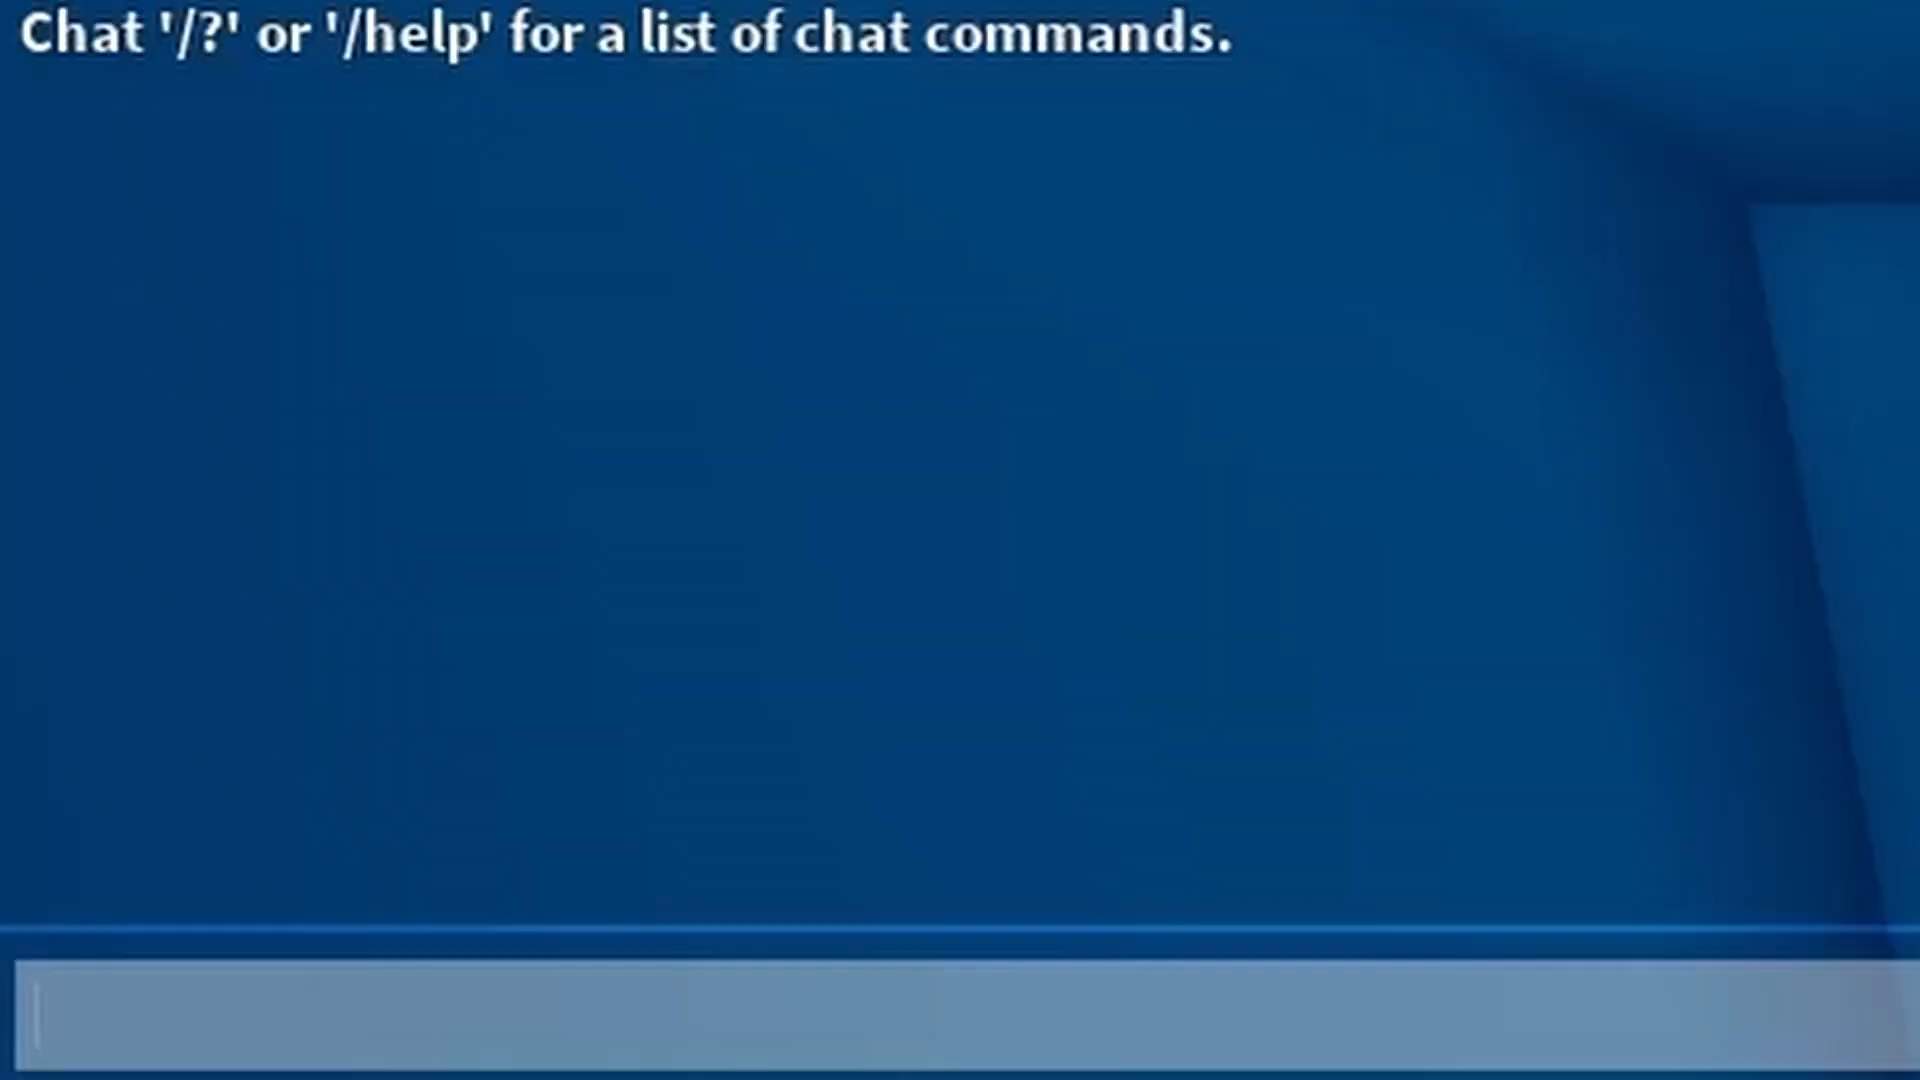 Chat '/?' or '/help' for a list of chat commands.